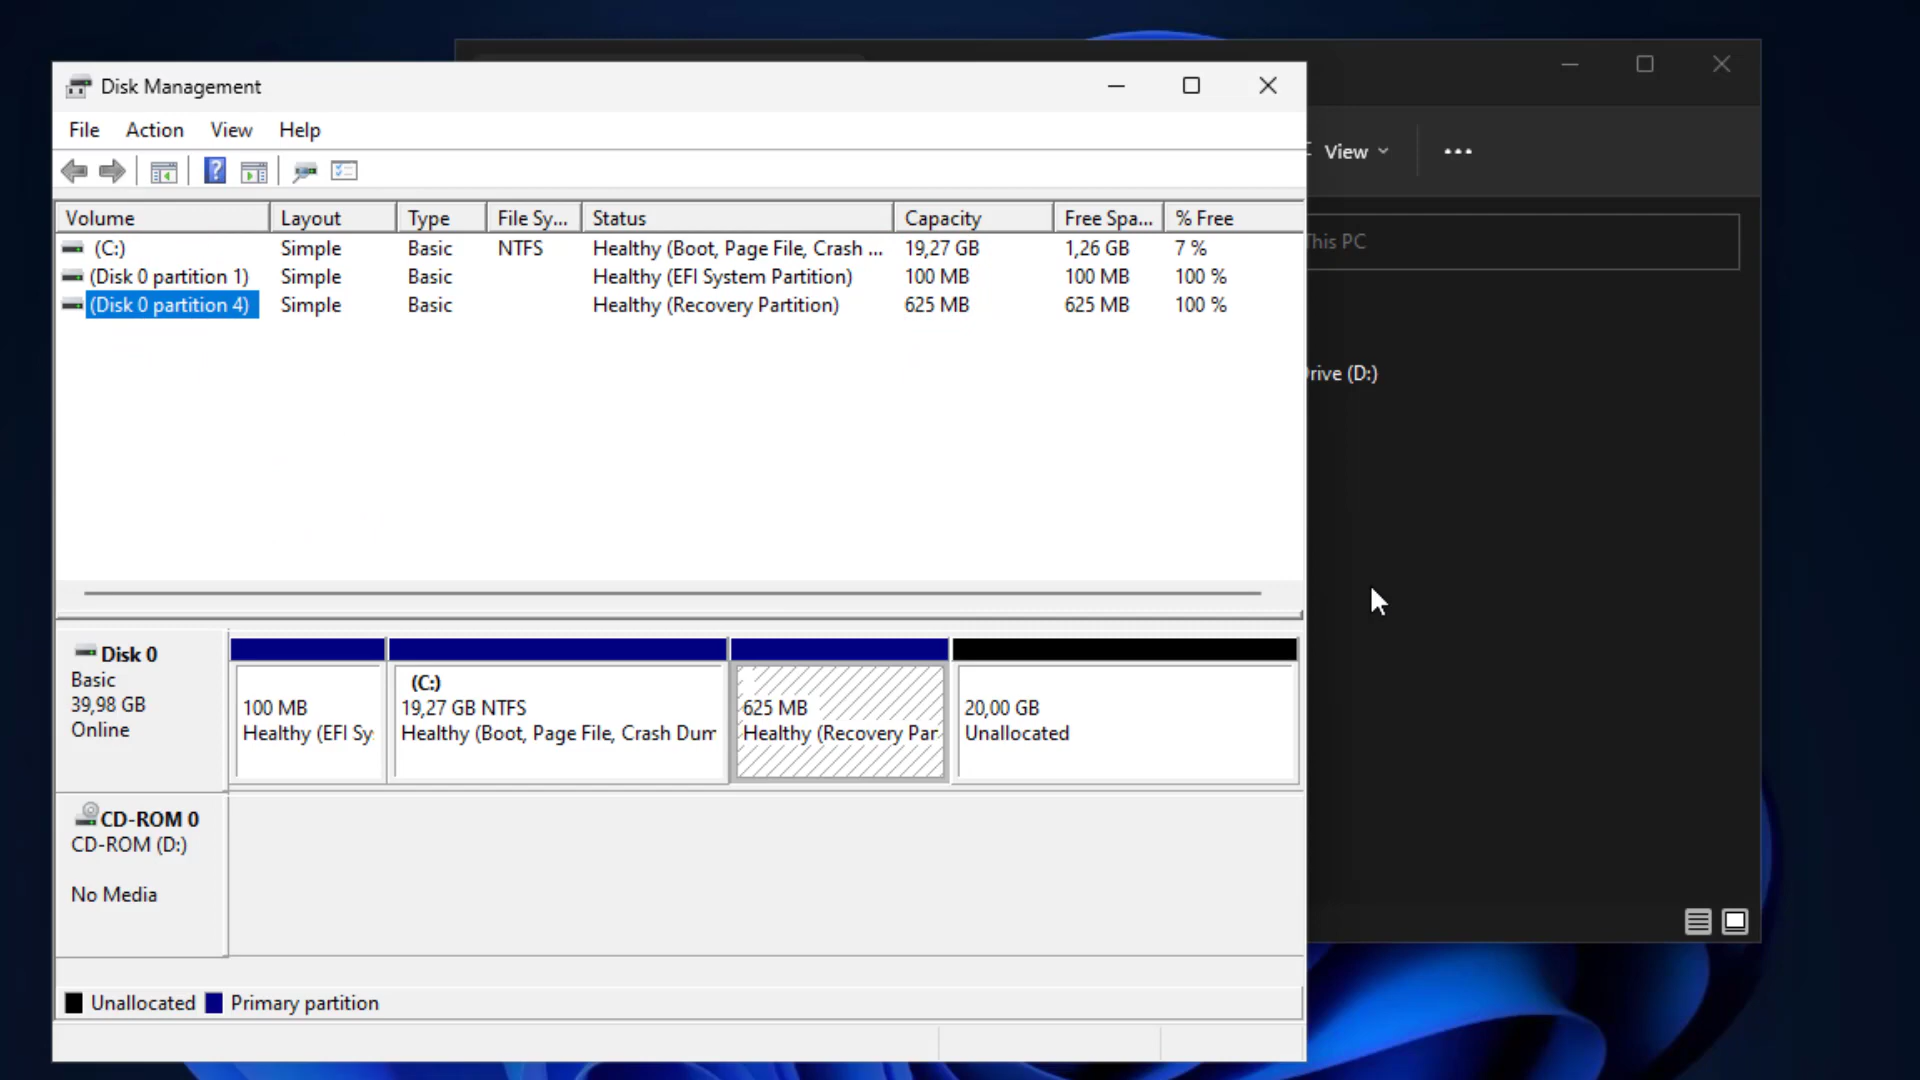 Disk Management
File Action View Help
View
Volume Layout Type File Sy... Status Capacity Free Spa... % Free
(C:) Simple Basic NTFS Healthy (Boot, Page File, Crash ... 19,27 GB 1,26 GB 7 %
(Disk 0 partition 1) Simple Basic Healthy (EFI System Partition) 100 MB 100 MB 100 %
(Disk 0 partition 4) Simple Basic Healthy (Recovery Partition) 625 MB 625 MB 100 %
This PC
rive (D:)
Disk 0
Basic
39,98 GB
Online
100 MB
Healthy (EFI Sy
(C:)
19,27 GB NTFS
Healthy (Boot, Page File, Crash Dum
625 MB
Healthy (Recovery Par
20,00 GB
Unallocated
CD-ROM 0
CD-ROM (D:)
No Media
Unallocated Primary partition